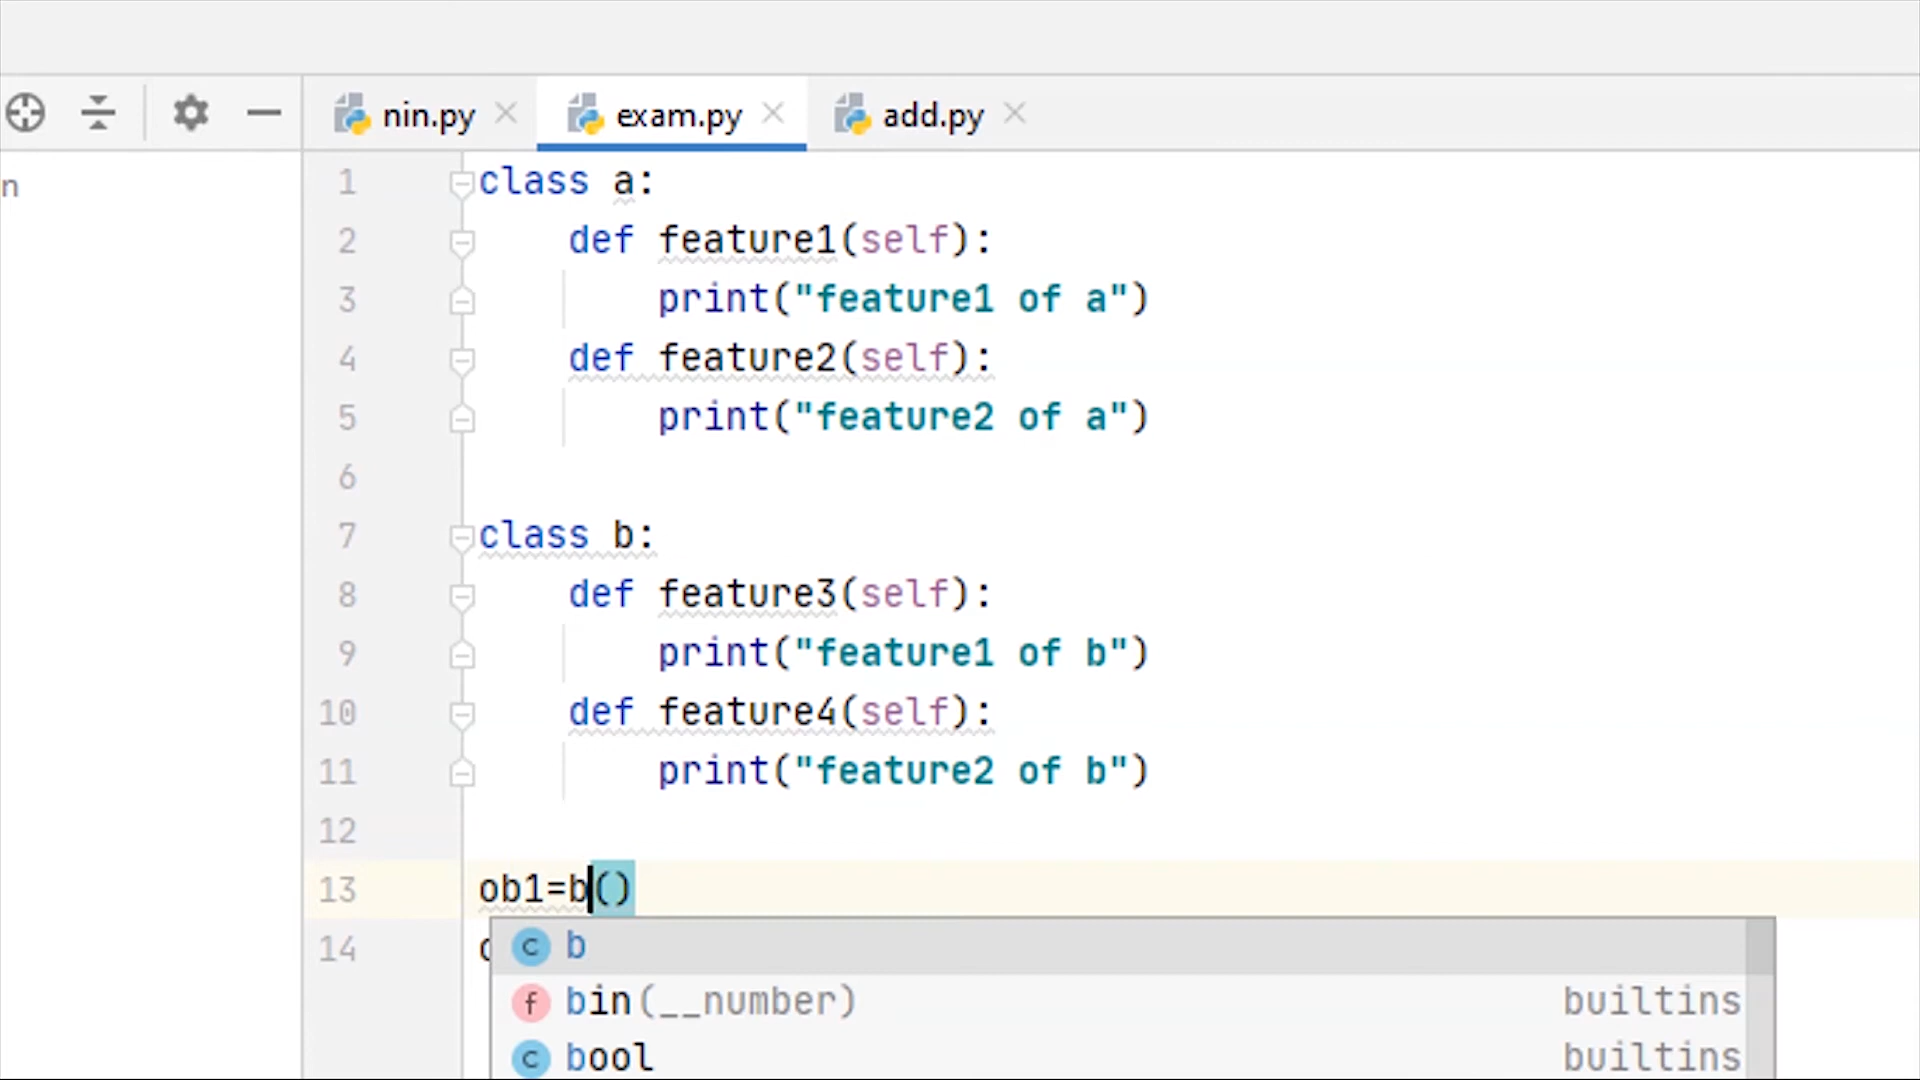 nin.py exam.py add.py
n
1 class a:
2 def feature1(self):
3 print("feature1 of a")
4 def feature2(self):
5 print("feature2 of a")
6
7 class b:
8 def feature3(self):
9 print("feature1 of b")
10 def feature4(self):
11 print("feature2 of b")
12
13 ob1=b()
14
b
bin(__number) builtins
bool builtins